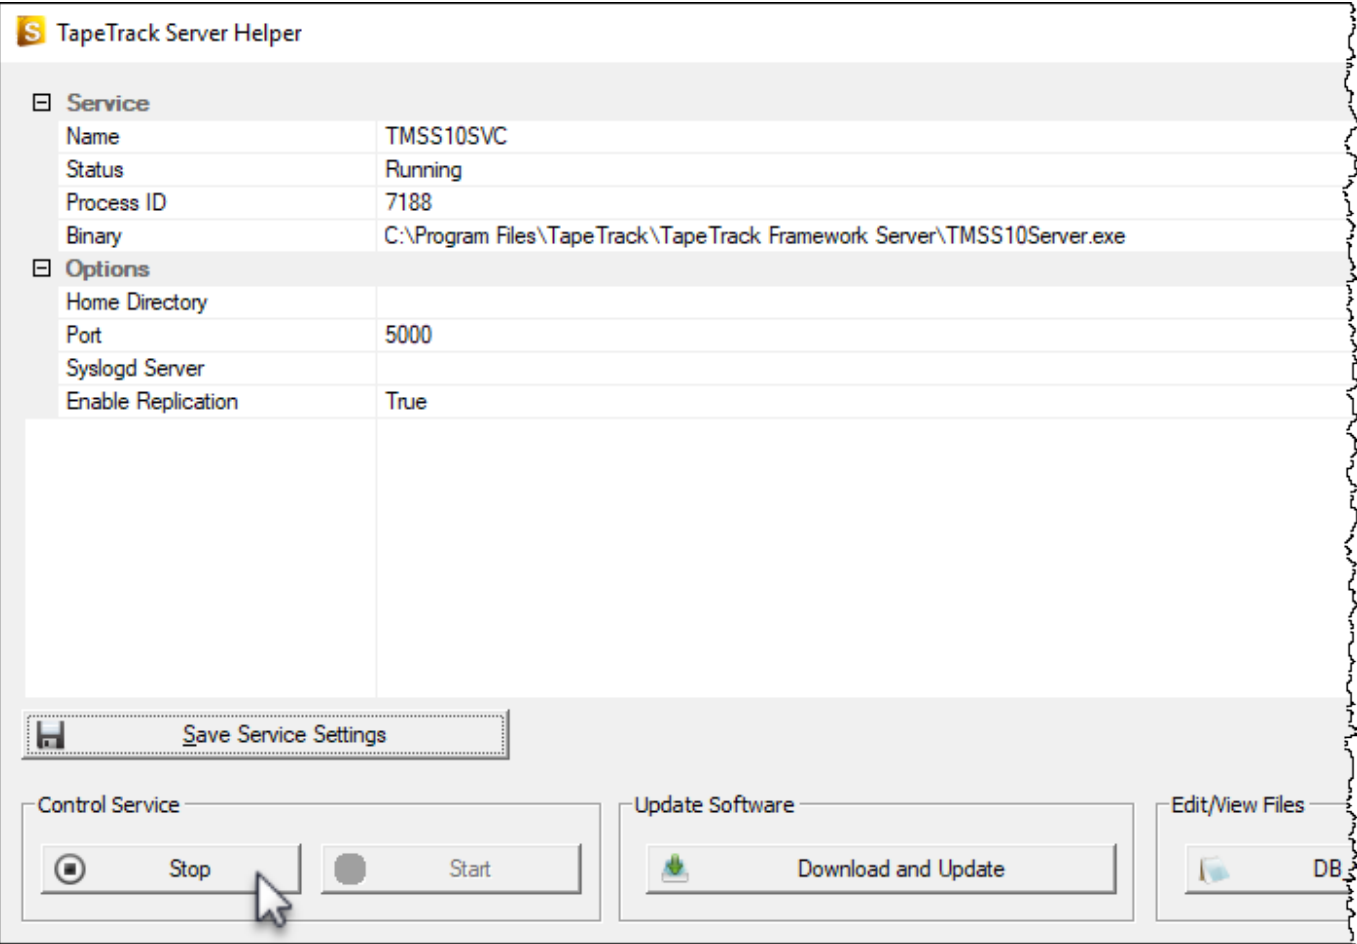 S TapeTrack Server Helper
Service
Name TMSS10SVC
Status Running
Process ID 7188
Binary C:\Program Files\TapeTrack\TapeTrack Framework Server\TMSS10Server.exe
Options
Home Directory
Port 5000
Syslogd Server
Enable Replication True
Save Service Settings
Control Service Update Software Edit/View Files
Stop Start Download and Update DB_